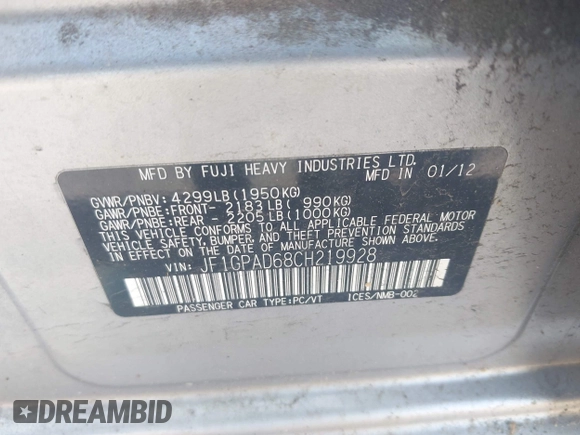 MFD BY FUJI HEAVY INDUSTRIES LTD.
MFD IN 01/12
GVWR/PNBV: 4299LB(1950KG)
GAWR/PNBE: FRONT- 2183LB( 990KG)
GAWR/PNBE: REAR - 2205LB(1000KG)
THIS VEHICLE CONFORMS TO ALL APPLICABLE FEDERAL MOTOR
VEHICLE SAFETY, BUMPER, AND THEFT PREVENTION STANDARDS
IN EFFECT ON THE DATE OF MANUFACTURE SHOWN ABOVE.
VIN: JF1GPAD68CH219928
PASSENGER CAR TYPE:PC/VT ICES/NMB-002
DREAMBID